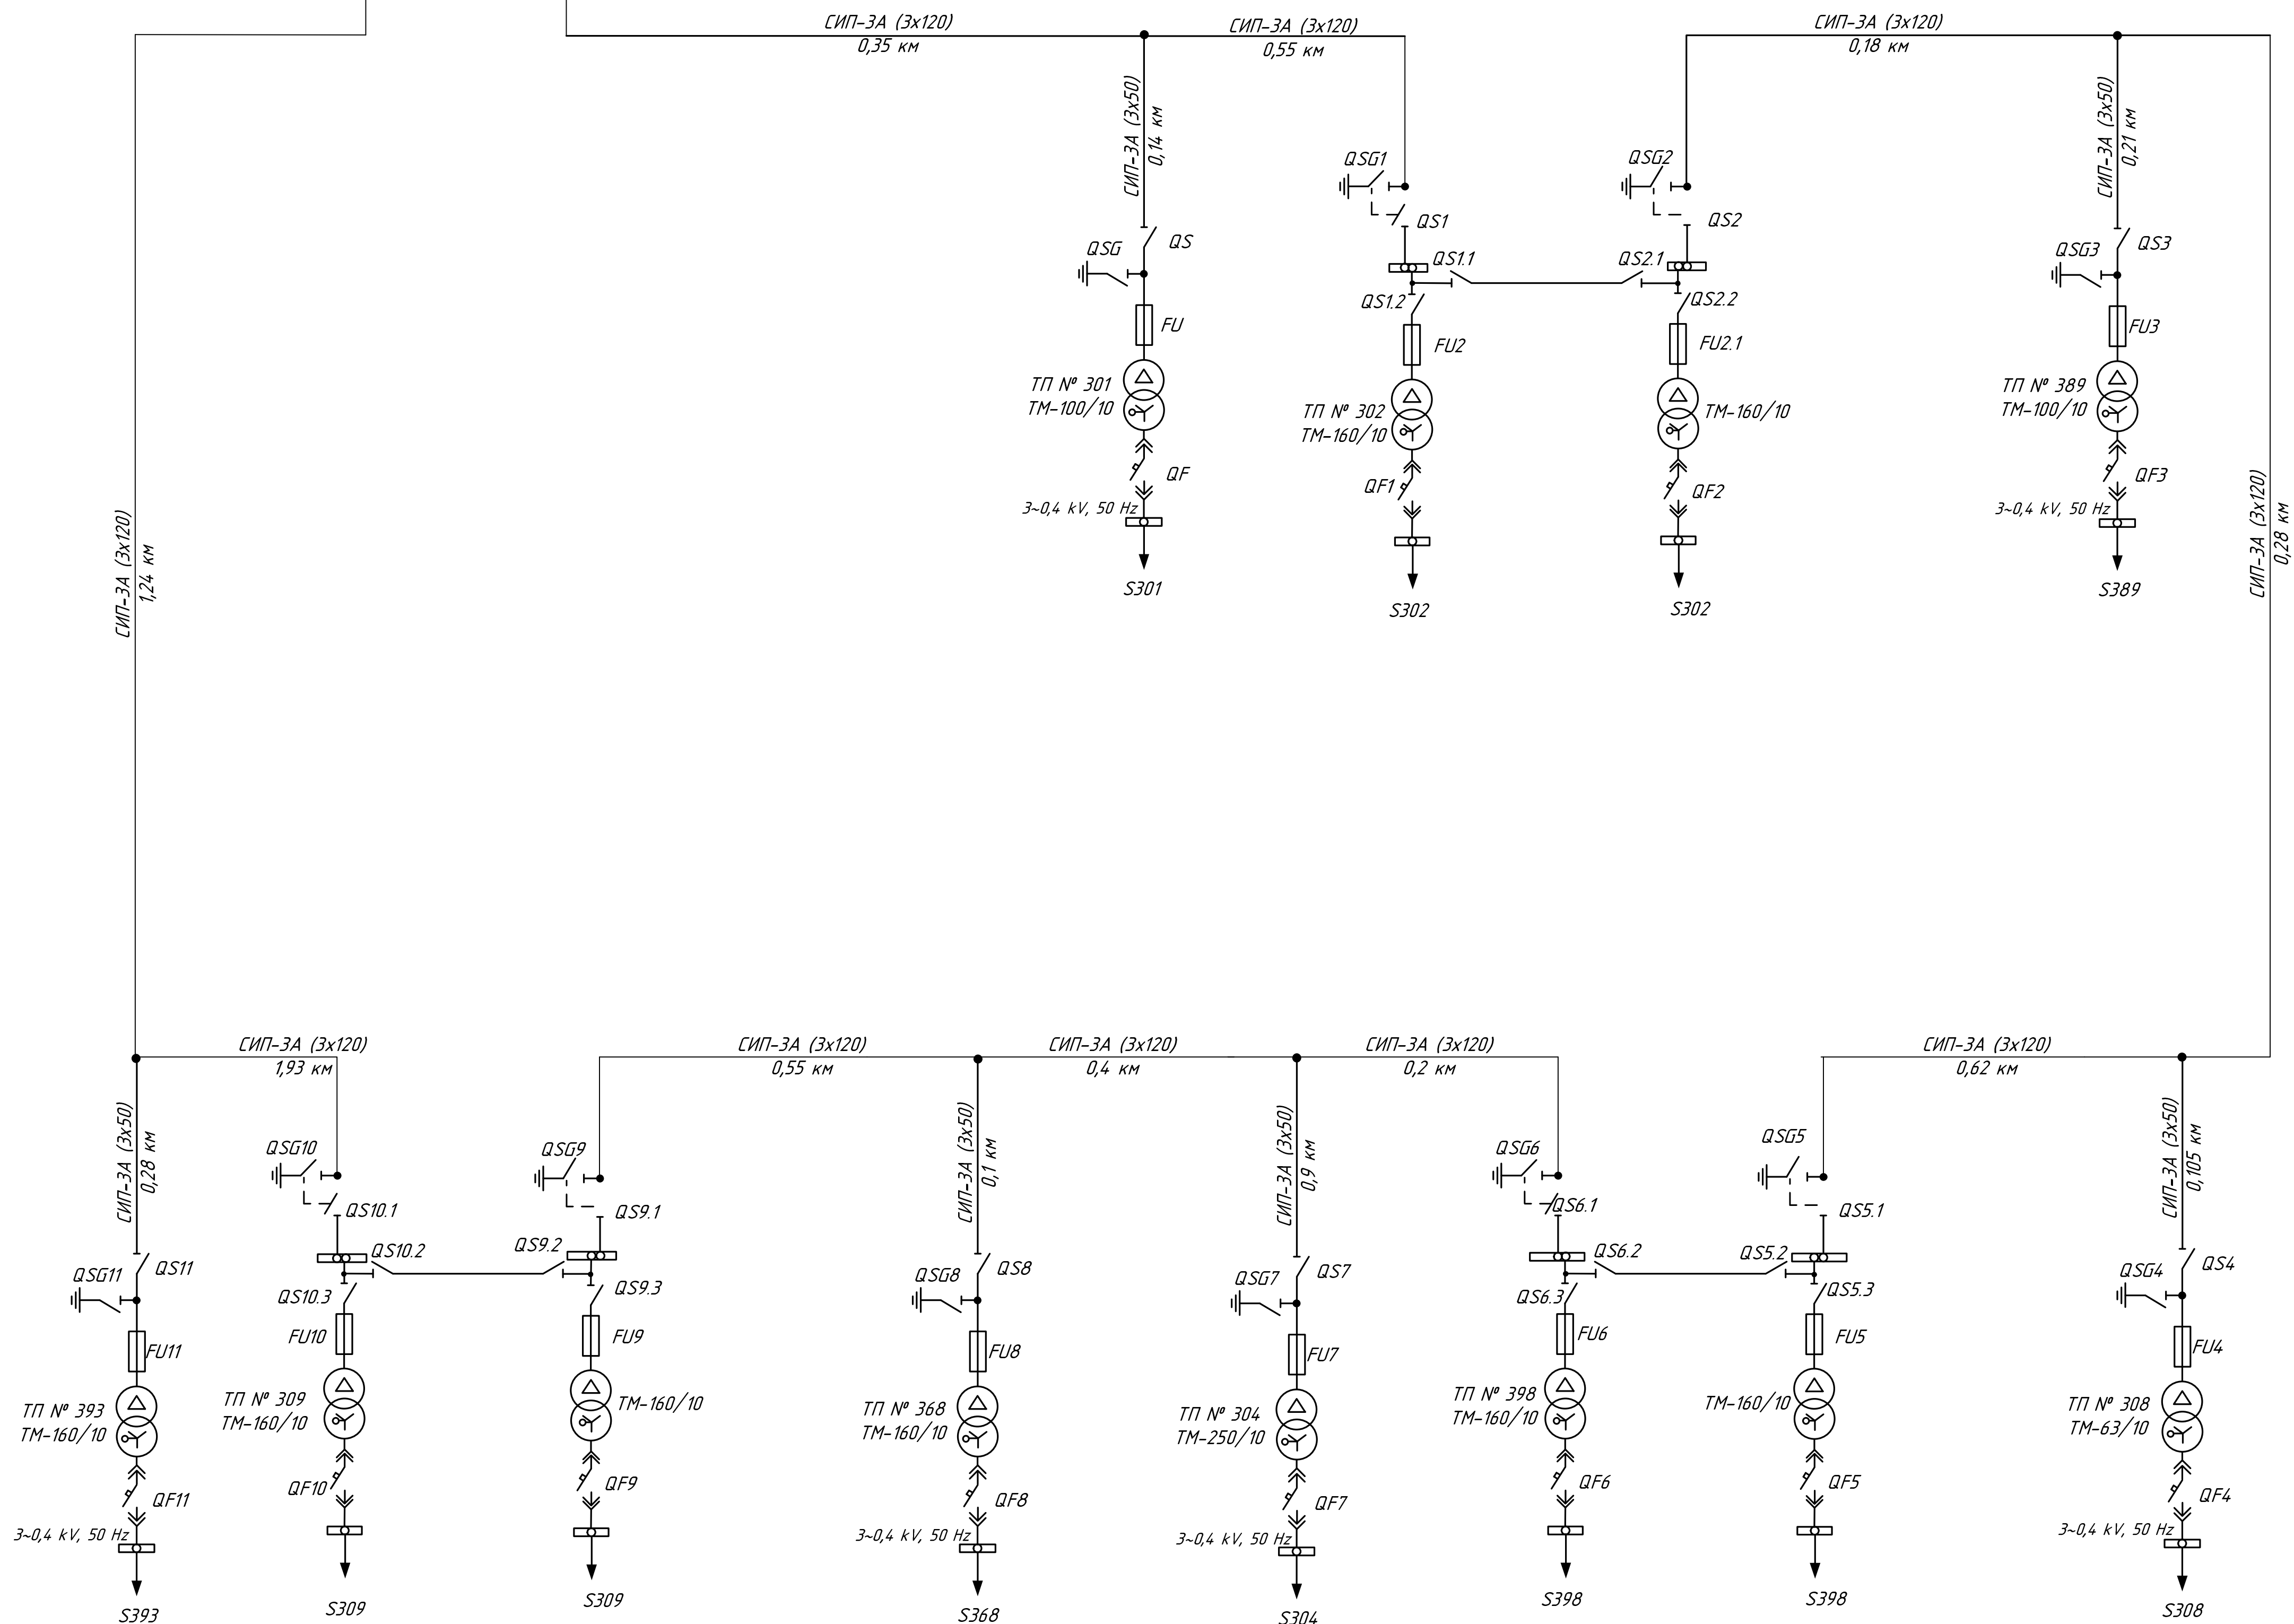 СИП-3А (3х120)
0,35 км
СИП-3А (3х120)
0,55 км
СИП-3А (3х120)
0,18 км
СИП-3А (3х50)
0,14 км
СИП-3А (3х50)
0,21 км
QSG1
QS1
QSG2
QS2
QSG
QS
QS1.1
QS2.1
QSG3
QS3
QS1.2
QS2.2
FU
FU2
FU2.1
FU3
ТП № 301
ТМ-100/10
ТП № 302
ТМ-160/10
ТМ-160/10
ТП № 389
ТМ-100/10
QF
QF1
QF2
QF3
3~0,4 kV, 50 Hz
3~0,4 kV, 50 Hz
S301
S302
S302
S389
СИП-3А (3х120)
1,24 км
СИП-3А (3х120)
0,28 км
СИП-3А (3х120)
1,93 км
СИП-3А (3х120)
0,55 км
СИП-3А (3х120)
0,4 км
СИП-3А (3х120)
0,2 км
СИП-3А (3х120)
0,62 км
СИП-3А (3х50)
0,28 км
СИП-3А (3х50)
0,1 км
СИП-3А (3х50)
0,9 км
СИП-3А (3х50)
0,105 км
QSG10
QSG9
QSG6
QSG5
QS10.1
QS9.1
QS6.1
QS5.1
QSG11
QS11
QS10.2
QS9.2
QSG8
QS8
QSG7
QS7
QS6.2
QS5.2
QSG4
QS4
QS10.3
QS9.3
QS6.3
QS5.3
FU11
FU10
FU9
FU8
FU7
FU6
FU5
FU4
ТП № 393
ТМ-160/10
ТП № 309
ТМ-160/10
ТМ-160/10
ТП № 368
ТМ-160/10
ТП № 304
ТМ-250/10
ТП № 398
ТМ-160/10
ТМ-160/10
ТП № 308
ТМ-63/10
QF11
QF10
QF9
QF8
QF7
QF6
QF5
QF4
3~0,4 kV, 50 Hz
3~0,4 kV, 50 Hz
3~0,4 kV, 50 Hz
3~0,4 kV, 50 Hz
S393
S309
S309
S368
S304
S398
S398
S308